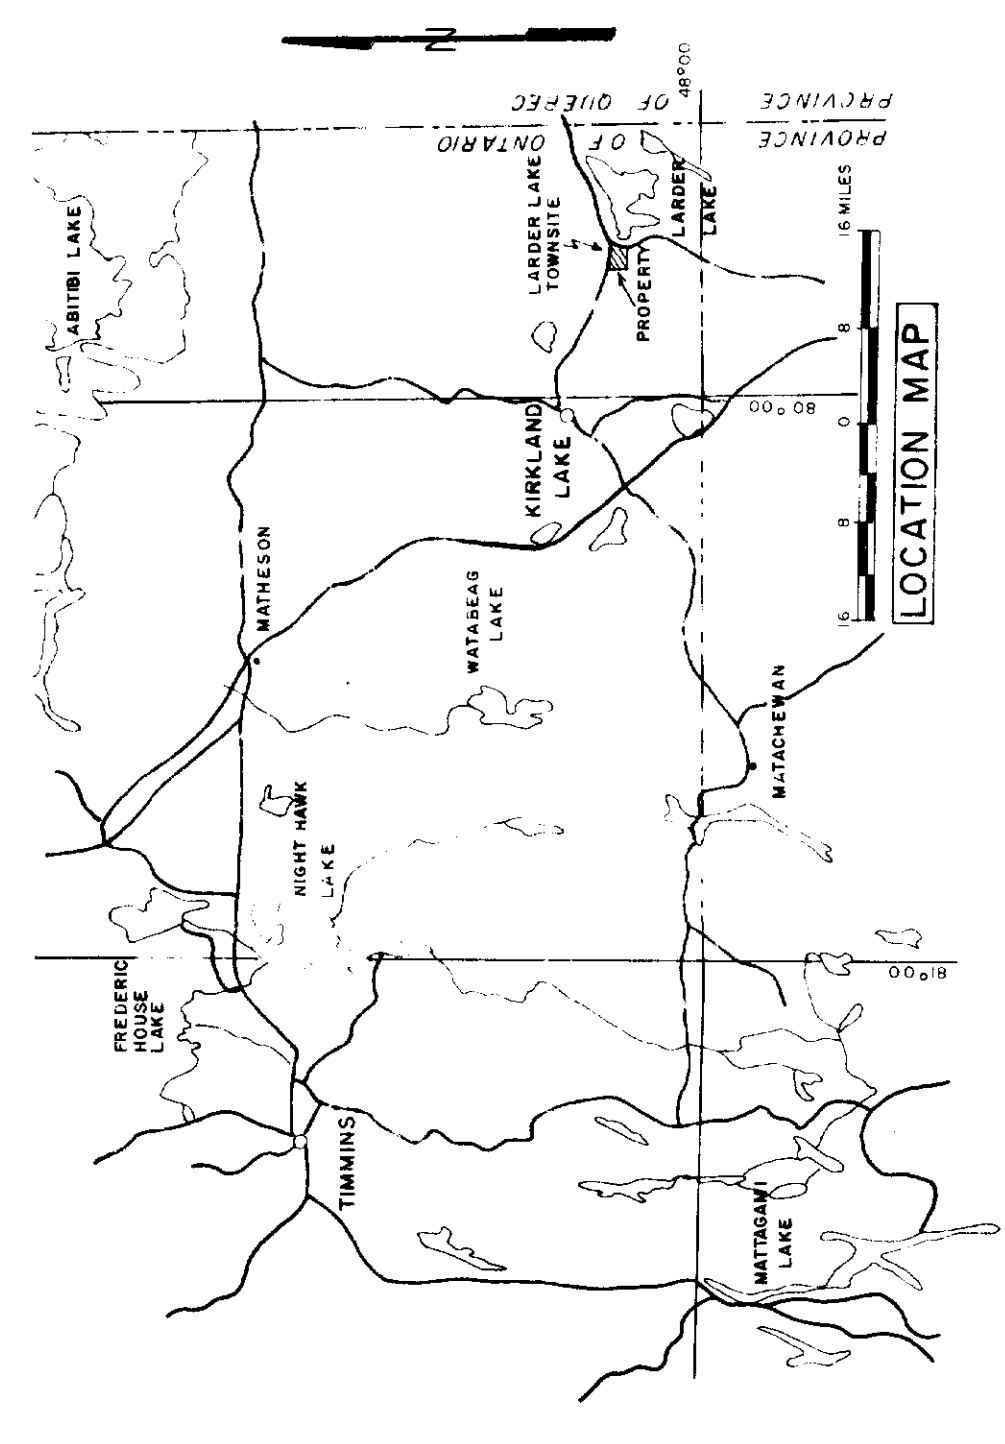 N
PROVINCE OF QUEBEC
PROVINCE OF ONTARIO
48°00
ABITIBI LAKE
LARDER LAKE
TOWNSITE
LARDER
LAKE
PROPERTY
KIRKLAND
LAKE
80°00
MATHESON
WATABEAG
LAKE
MATACHEWAN
NIGHT HAWK
LAKE
FREDERIC
HOUSE
LAKE
81°00
TIMMINS
MATTAGAMI
LAKE
16 8 0 8 16 MILES
LOCATION MAP